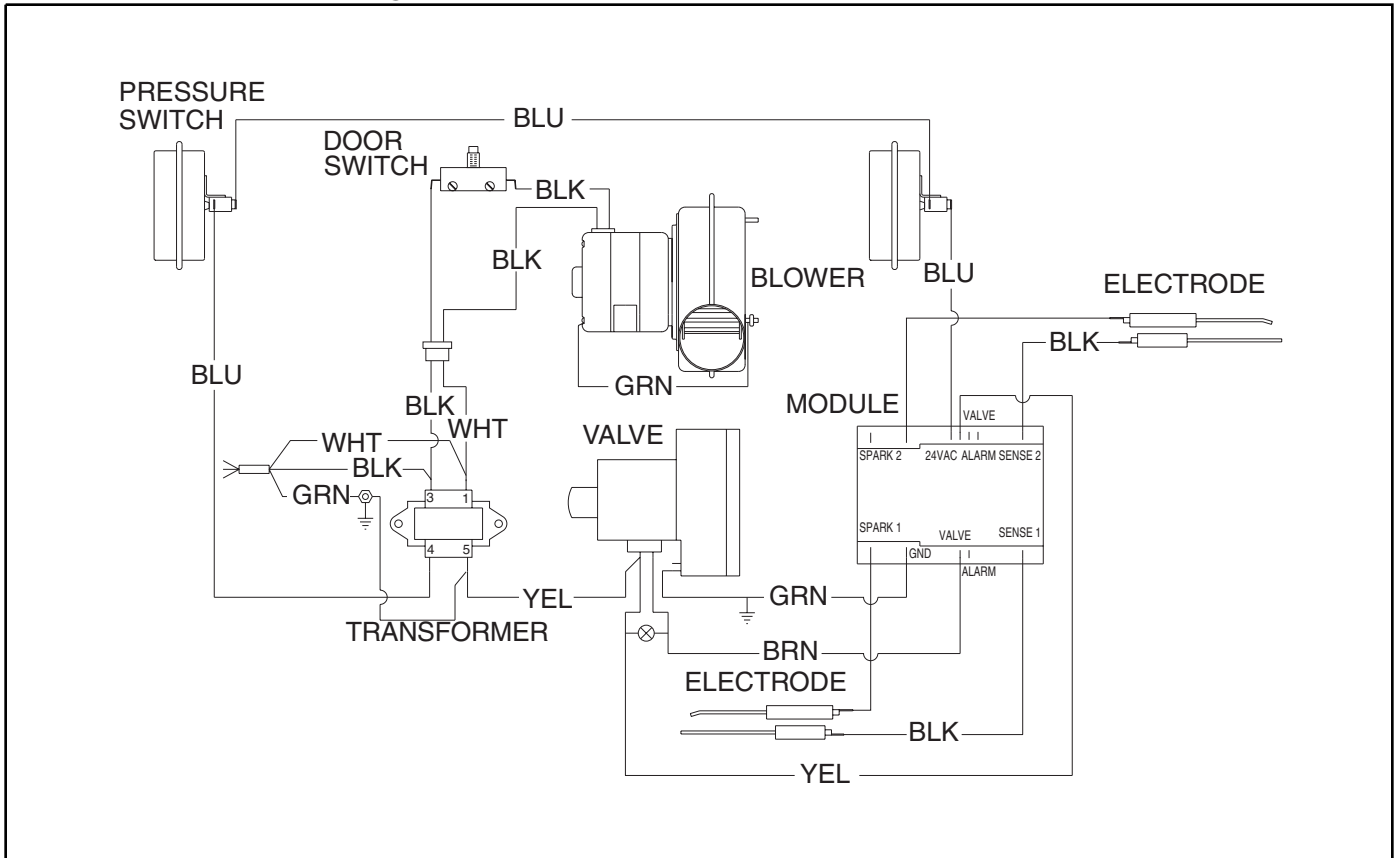 PRESSURE
SWITCH
BLU
DOOR
SWITCH
BLK
BLK
BLOWER
BLU
ELECTRODE
BLK
BLU
GRN
MODULE
BLK
WHT
VALVE
VALVE
WHT
BLK
GRN
SPARK 2
24VAC
ALARM
SENSE 2
3
1
4
5
SPARK 1
GND
VALVE
SENSE 1
ALARM
YEL
GRN
TRANSFORMER
BRN
ELECTRODE
BLK
YEL